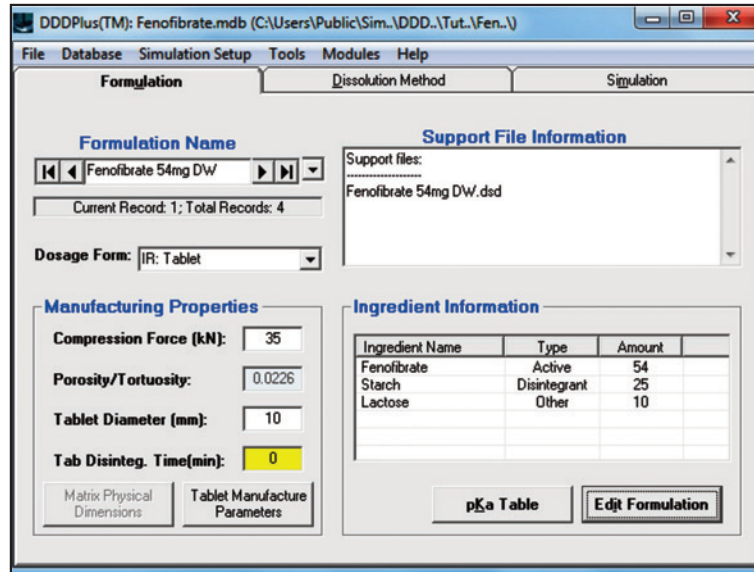 DDDPlus(TM): Fenofibrate.mdb (C:\Users\Public\Sim..\DDD..\Tut..\Fen..\)
File Database Simulation Setup Tools Modules Help
Formulation Dissolution Method Simulation
Formulation Name
Fenofibrate 54mg DW
Current Record: 1; Total Records: 4
Dosage Form: IR: Tablet
Support File Information
Support files:
--------------------
Fenofibrate 54mg DW.dsd
Manufacturing Properties
Compression Force (kN): 35
Porosity/Tortuosity: 0.0226
Tablet Diameter (mm): 10
Tab Disinteg. Time(min): 0
Matrix Physical
Dimensions
Tablet Manufacture
Parameters
Ingredient Information
Ingredient Name Type Amount
Fenofibrate Active 54
Starch Disintegrant 25
Lactose Other 10
pKa Table Edit Formulation